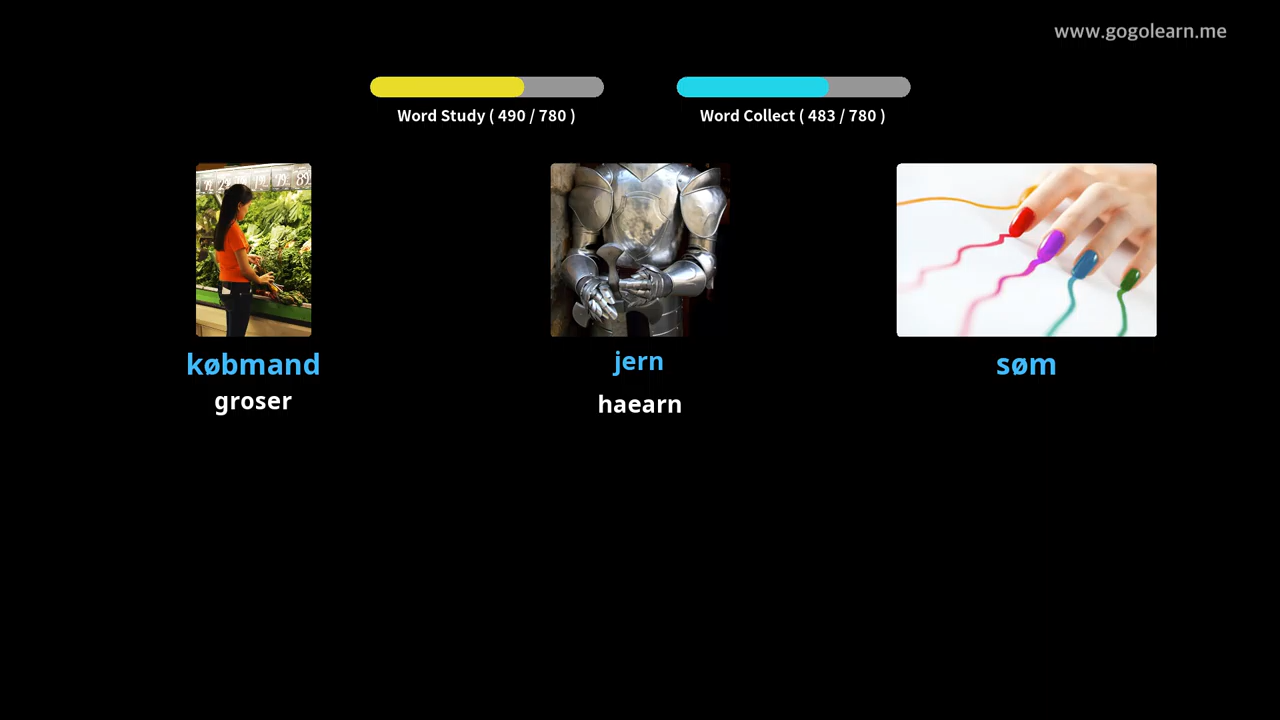 www.gogolearn.me
Word Study ( 490 / 780 )
Word Collect ( 483 / 780 )
købmand
groser
jern
haearn
søm